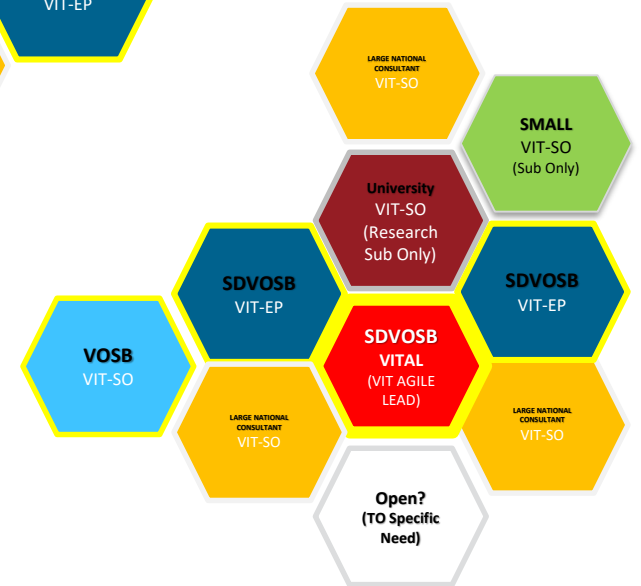 VIT-EP
LARGE NATIONAL
CONSULTANT
VIT-SO
SMALL
VIT-SO
(Sub Only)
University
VIT-SO
(Research
Sub Only)
SDVOSB
VIT-EP
SDVOSB
VIT-EP
VOSB
VIT-SO
SDVOSB
VITAL
(VIT AGILE
LEAD)
LARGE NATIONAL
CONSULTANT
VIT-SO
LARGE NATIONAL
CONSULTANT
VIT-SO
Open?
(TO Specific
Need)